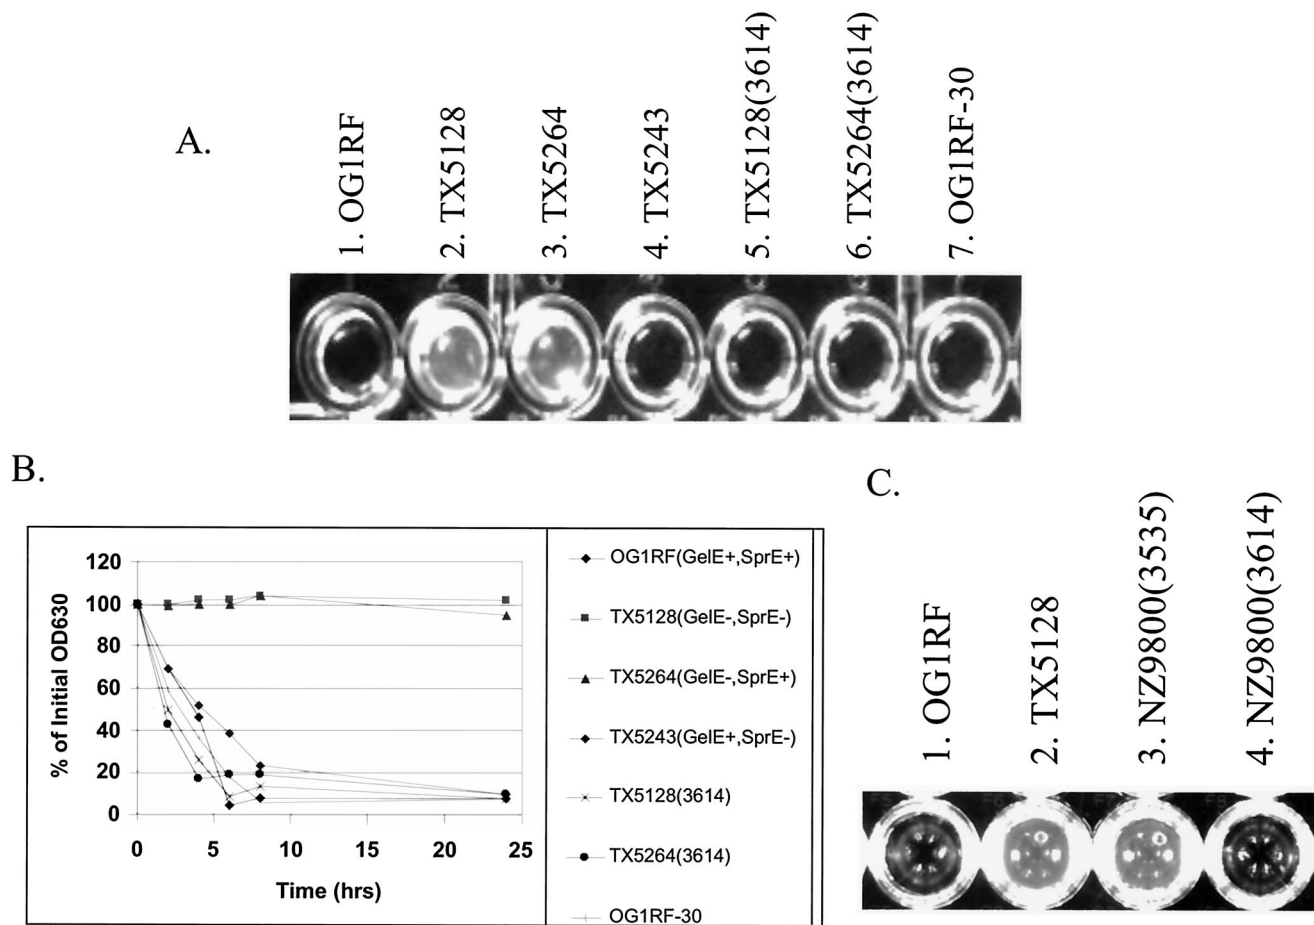 A.
1. OG1RF
2. TX5128
3. TX5264
4. TX5243
5. TX5128(3614)
6. TX5264(3614)
7. OG1RF-30
B.
% of Initial OD630
120
100
80
60
40
20
0
0
5
10
15
20
25
Time (hrs)
OG1RF(GelE+,SprE+)
TX5128(GelE-,SprE-)
TX5264(GelE-,SprE+)
TX5243(GelE+,SprE-)
TX5128(3614)
TX5264(3614)
OG1RF-30
C.
1. OG1RF
2. TX5128
3. NZ9800(3535)
4. NZ9800(3614)